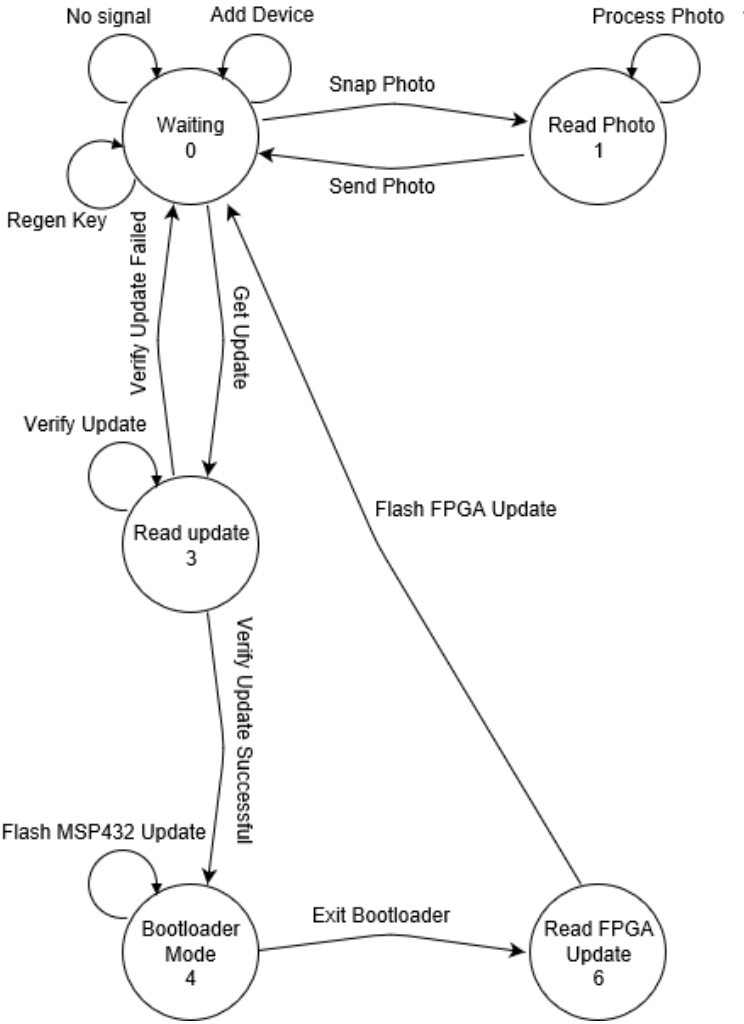 No signal
Add Device
Process Photo
Snap Photo
Waiting
0
Read Photo
1
Send Photo
Regen Key
Verify Update Failed
Get Update
Verify Update
Read update
3
Flash FPGA Update
Verify Update Successful
Flash MSP432 Update
Exit Bootloader
Bootloader
Mode
4
Read FPGA
Update
6